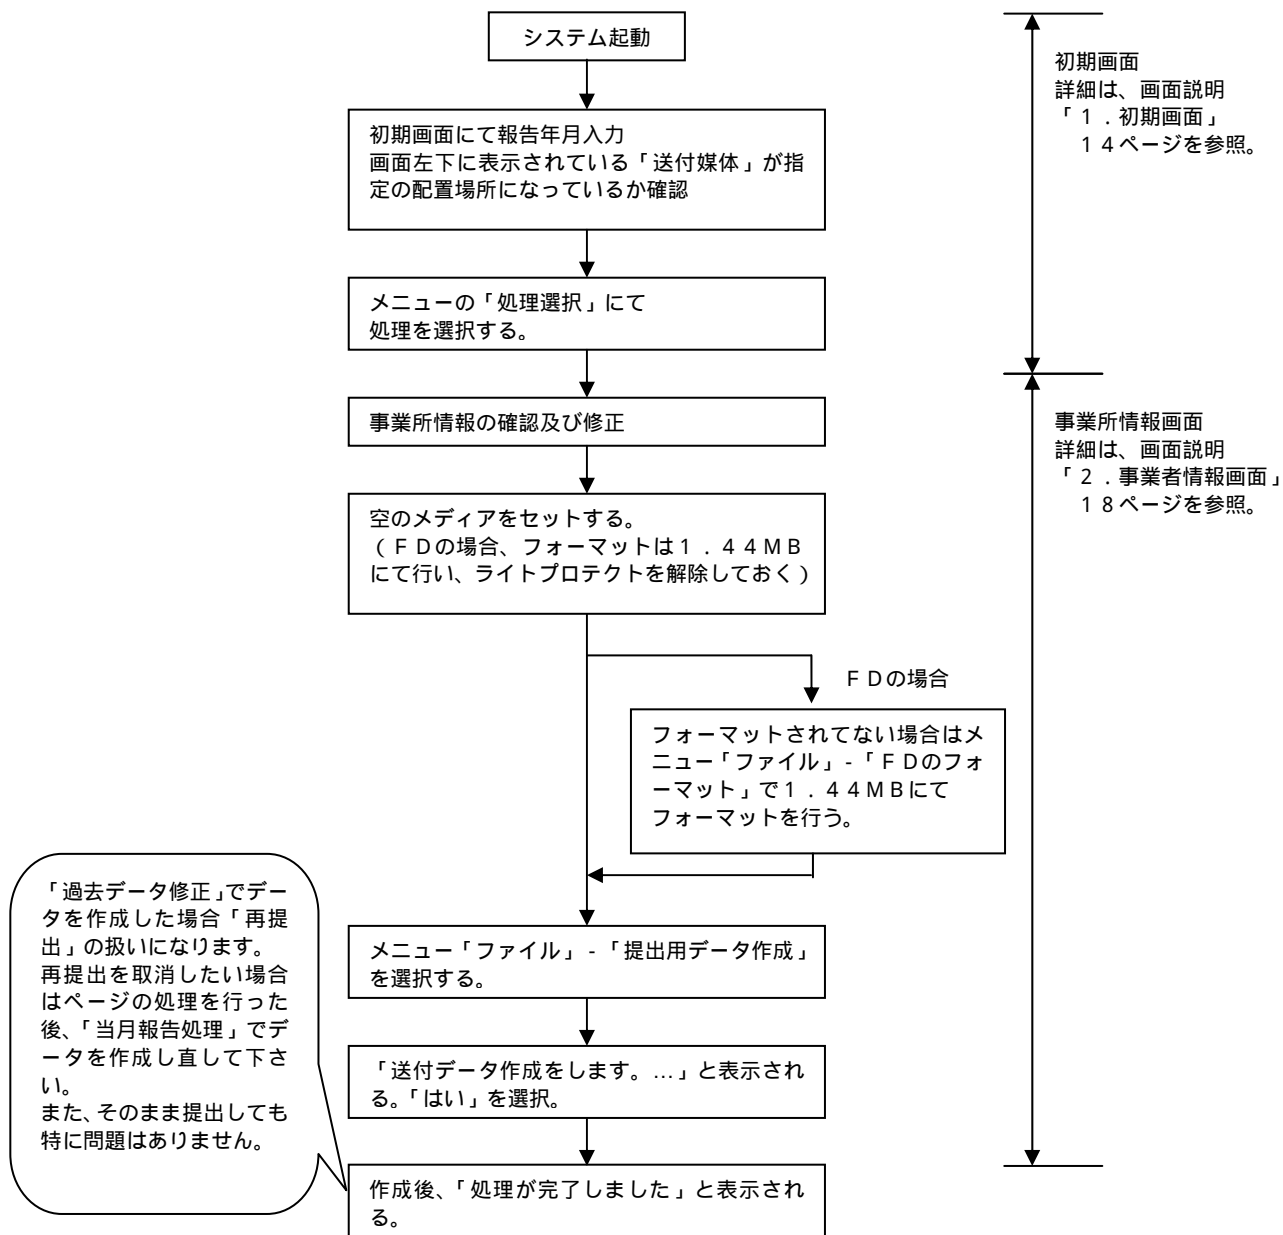 システム起動
初期画面にて報告年月入力
画面左下に表示されている「送付媒体」が指
定の配置場所になっているか確認
メニューの「処理選択」にて
処理を選択する。
事業所情報の確認及び修正
空のメディアをセットする。
（ＦＤの場合、フォーマットは１．４４ＭＢ
にて行い、ライトプロテクトを解除しておく）
ＦＤの場合
フォーマットされてない場合はメ
ニュー「ファイル」-「ＦＤのフォ
ーマット」で１．４４ＭＢにて
フォーマットを行う。
メニュー「ファイル」-「提出用データ作成」
を選択する。
「送付データ作成をします。…」と表示され
る。「はい」を選択。
作成後、「処理が完了しました」と表示され
る。
「過去データ修正」でデー
タを作成した場合「再提
出」の扱いになります。
再提出を取消したい場合
はページの処理を行った
後、「当月報告処理」でデ
ータを作成し直して下さ
い。
また、そのまま提出しても
特に問題はありません。
初期画面
詳細は、画面説明
「１．初期画面」
１４ページを参照。
事業所情報画面
詳細は、画面説明
「２．事業者情報画面」
１８ページを参照。